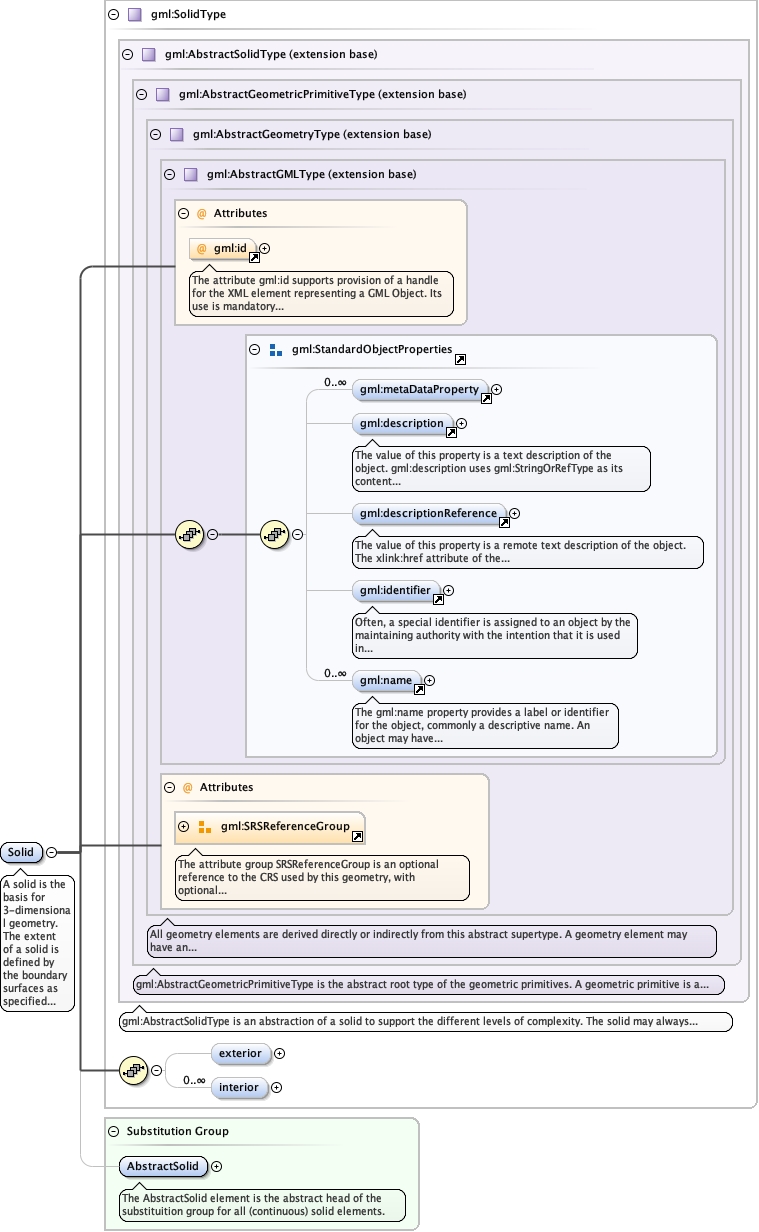 gml:SolidType
gml:AbstractSolidType (extension base)
gml:AbstractGeometricPrimitiveType (extension base)
gml:AbstractGeometryType (extension base)
gml:AbstractGMLType (extension base)
@ Attributes
@ gml:id
The attribute gml:id supports provision of a handle
for the XML element representing a GML Object. Its
use is mandatory...
gml:StandardObjectProperties
0..∞
gml:metaDataProperty
gml:description
The value of this property is a text description of the
object. gml:description uses gml:StringOrRefType as its
content...
gml:descriptionReference
The value of this property is a remote text description of the object.
The xlink:href attribute of the...
gml:identifier
Often, a special identifier is assigned to an object by the
maintaining authority with the intention that it is used
in...
0..∞
gml:name
The gml:name property provides a label or identifier
for the object, commonly a descriptive name. An
object may have...
@ Attributes
gml:SRSReferenceGroup
The attribute group SRSReferenceGroup is an optional
reference to the CRS used by this geometry, with
optional...
Solid
A solid is the
basis for
3-dimensiona
l geometry.
The extent
of a solid is
defined by
the boundary
surfaces as
specified...
All geometry elements are derived directly or indirectly from this abstract supertype. A geometry element may
have an...
gml:AbstractGeometricPrimitiveType is the abstract root type of the geometric primitives. A geometric primitive is a...
gml:AbstractSolidType is an abstraction of a solid to support the different levels of complexity. The solid may always...
exterior
0..∞
interior
Substitution Group
AbstractSolid
The AbstractSolid element is the abstract head of the
substituition group for all (continuous) solid elements.